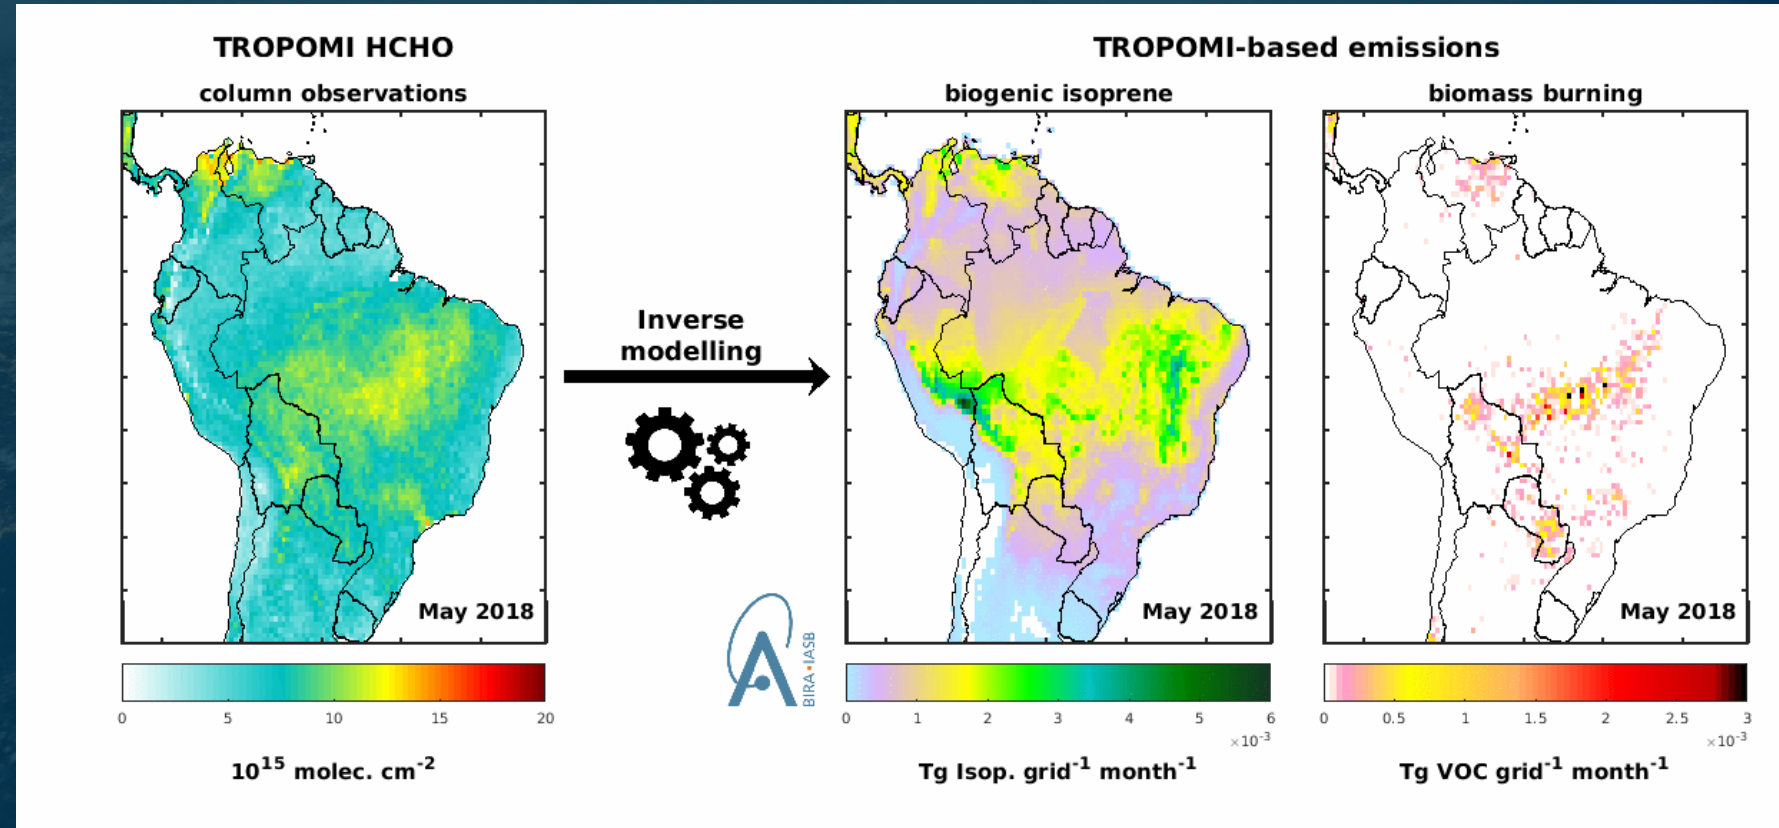 TROPOMI HCHO
column observations
May 2018
0 5 10 15 20
10¹⁵ molec. cm⁻²
Inverse
modelling
BIRA•IASB
TROPOMI-based emissions
biogenic isoprene
May 2018
0 1 2 3 4 5 6
×10⁻³
Tg Isop. grid⁻¹ month⁻¹
biomass burning
May 2018
0 0.5 1 1.5 2 2.5 3
×10⁻³
Tg VOC grid⁻¹ month⁻¹